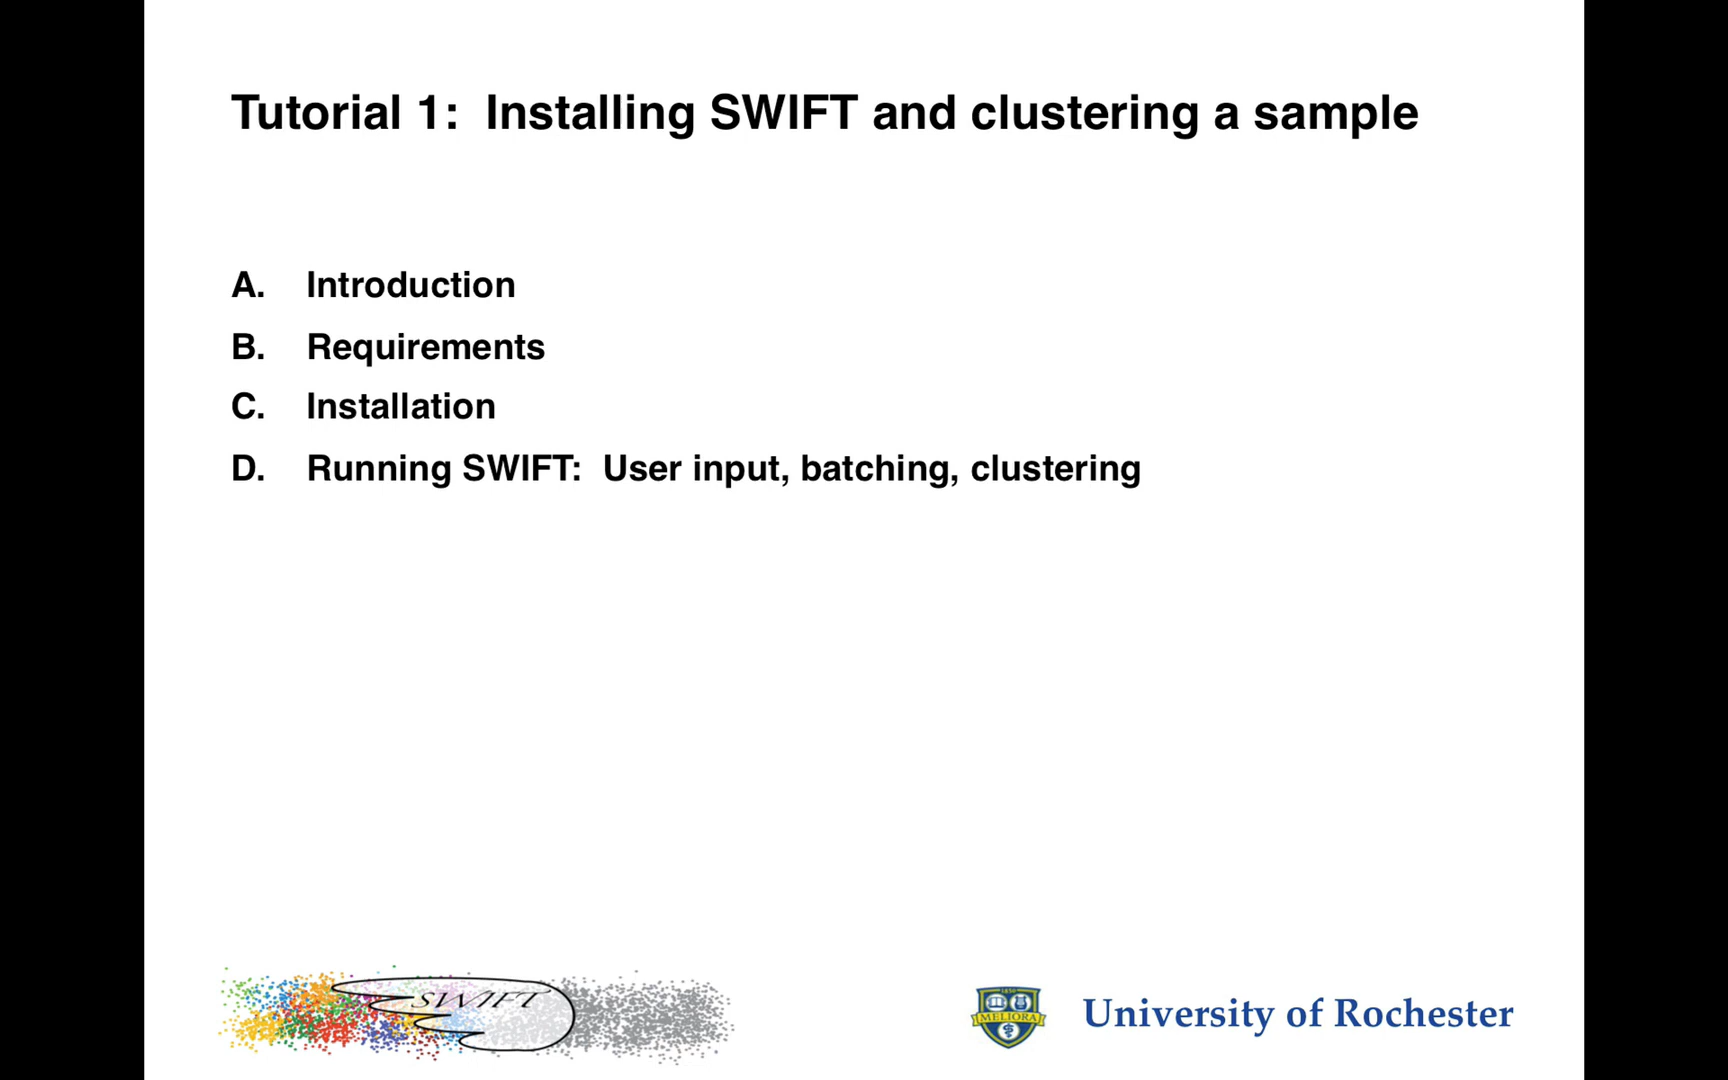 Tutorial 1:  Installing SWIFT and clustering a sample
A. Introduction
B. Requirements
C. Installation
D. Running SWIFT:  User input, batching, clustering
SWIFT
1850
MELIORA
University of Rochester